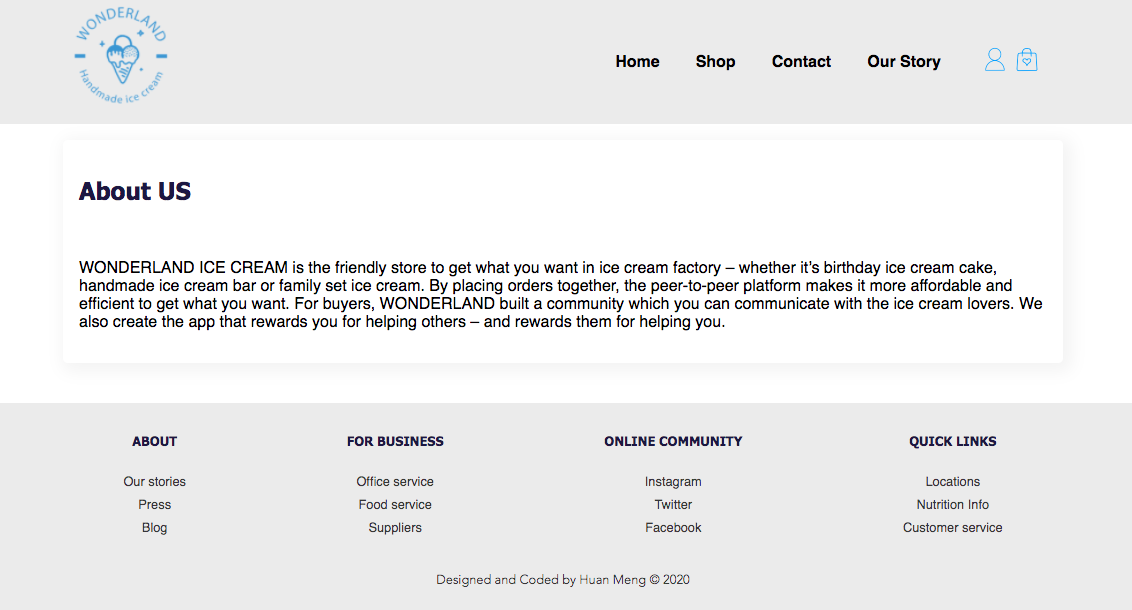 WONDERLAND
Handmade ice cream
Home Shop Contact Our Story
About US
WONDERLAND ICE CREAM is the friendly store to get what you want in ice cream factory – whether it’s birthday ice cream cake,
handmade ice cream bar or family set ice cream. By placing orders together, the peer-to-peer platform makes it more affordable and
efficient to get what you want. For buyers, WONDERLAND built a community which you can communicate with the ice cream lovers. We
also create the app that rewards you for helping others – and rewards them for helping you.
ABOUT
Our stories
Press
Blog
FOR BUSINESS
Office service
Food service
Suppliers
ONLINE COMMUNITY
Instagram
Twitter
Facebook
QUICK LINKS
Locations
Nutrition Info
Customer service
Designed and Coded by Huan Meng © 2020